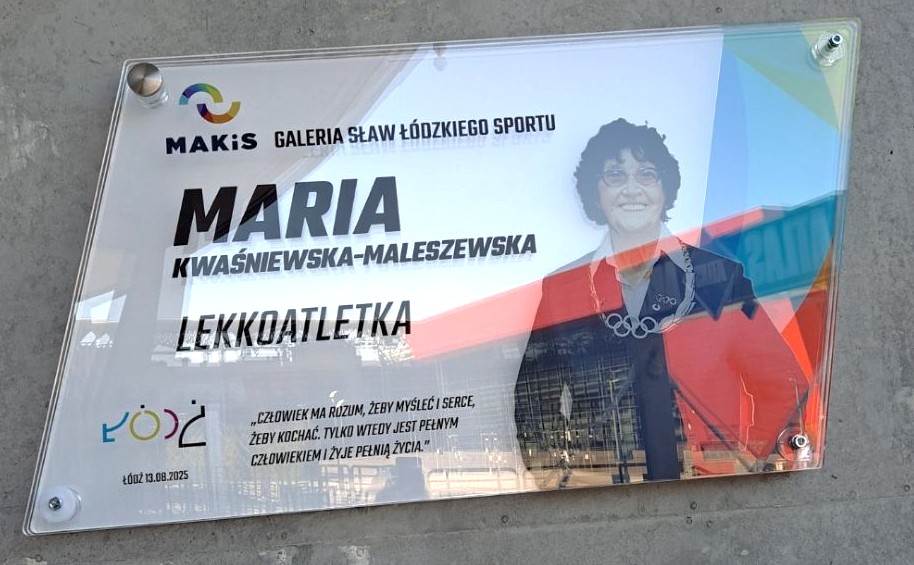 MAKiS GALERIA SŁAW ŁÓDZKIEGO SPORTU
MARIA
KWAŚNIEWSKA-MALESZEWSKA
LEKKOATLETKA
„CZŁOWIEK MA ROZUM, ŻEBY MYŚLEĆ I SERCE,
ŻEBY KOCHAĆ. TYLKO WTEDY JEST PEŁNYM
CZŁOWIEKIEM I ŻYJE PEŁNIĄ ŻYCIA.”
ŁÓDŹ
ŁÓDŹ 13.08.2025